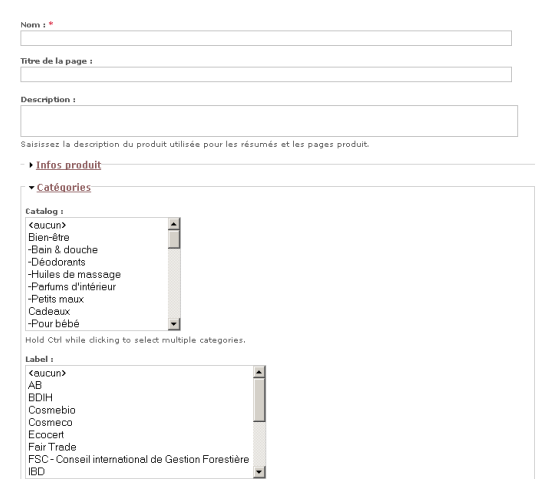 Nom : *
Titre de la page :
Description :
Saisissez la description du produit utilisée pour les résumés et les pages produit.
Infos produit
Catégories
Catalog :
<aucun>
Bien-être
-Bain & douche
-Déodorants
-Huiles de massage
-Parfums d'intérieur
-Petits maux
Cadeaux
-Pour bébé
Hold Ctrl while clicking to select multiple categories.
Label :
<aucun>
AB
BDIH
Cosmebio
Cosmeco
Ecocert
Fair Trade
FSC - Conseil international de Gestion Forestière
IBD